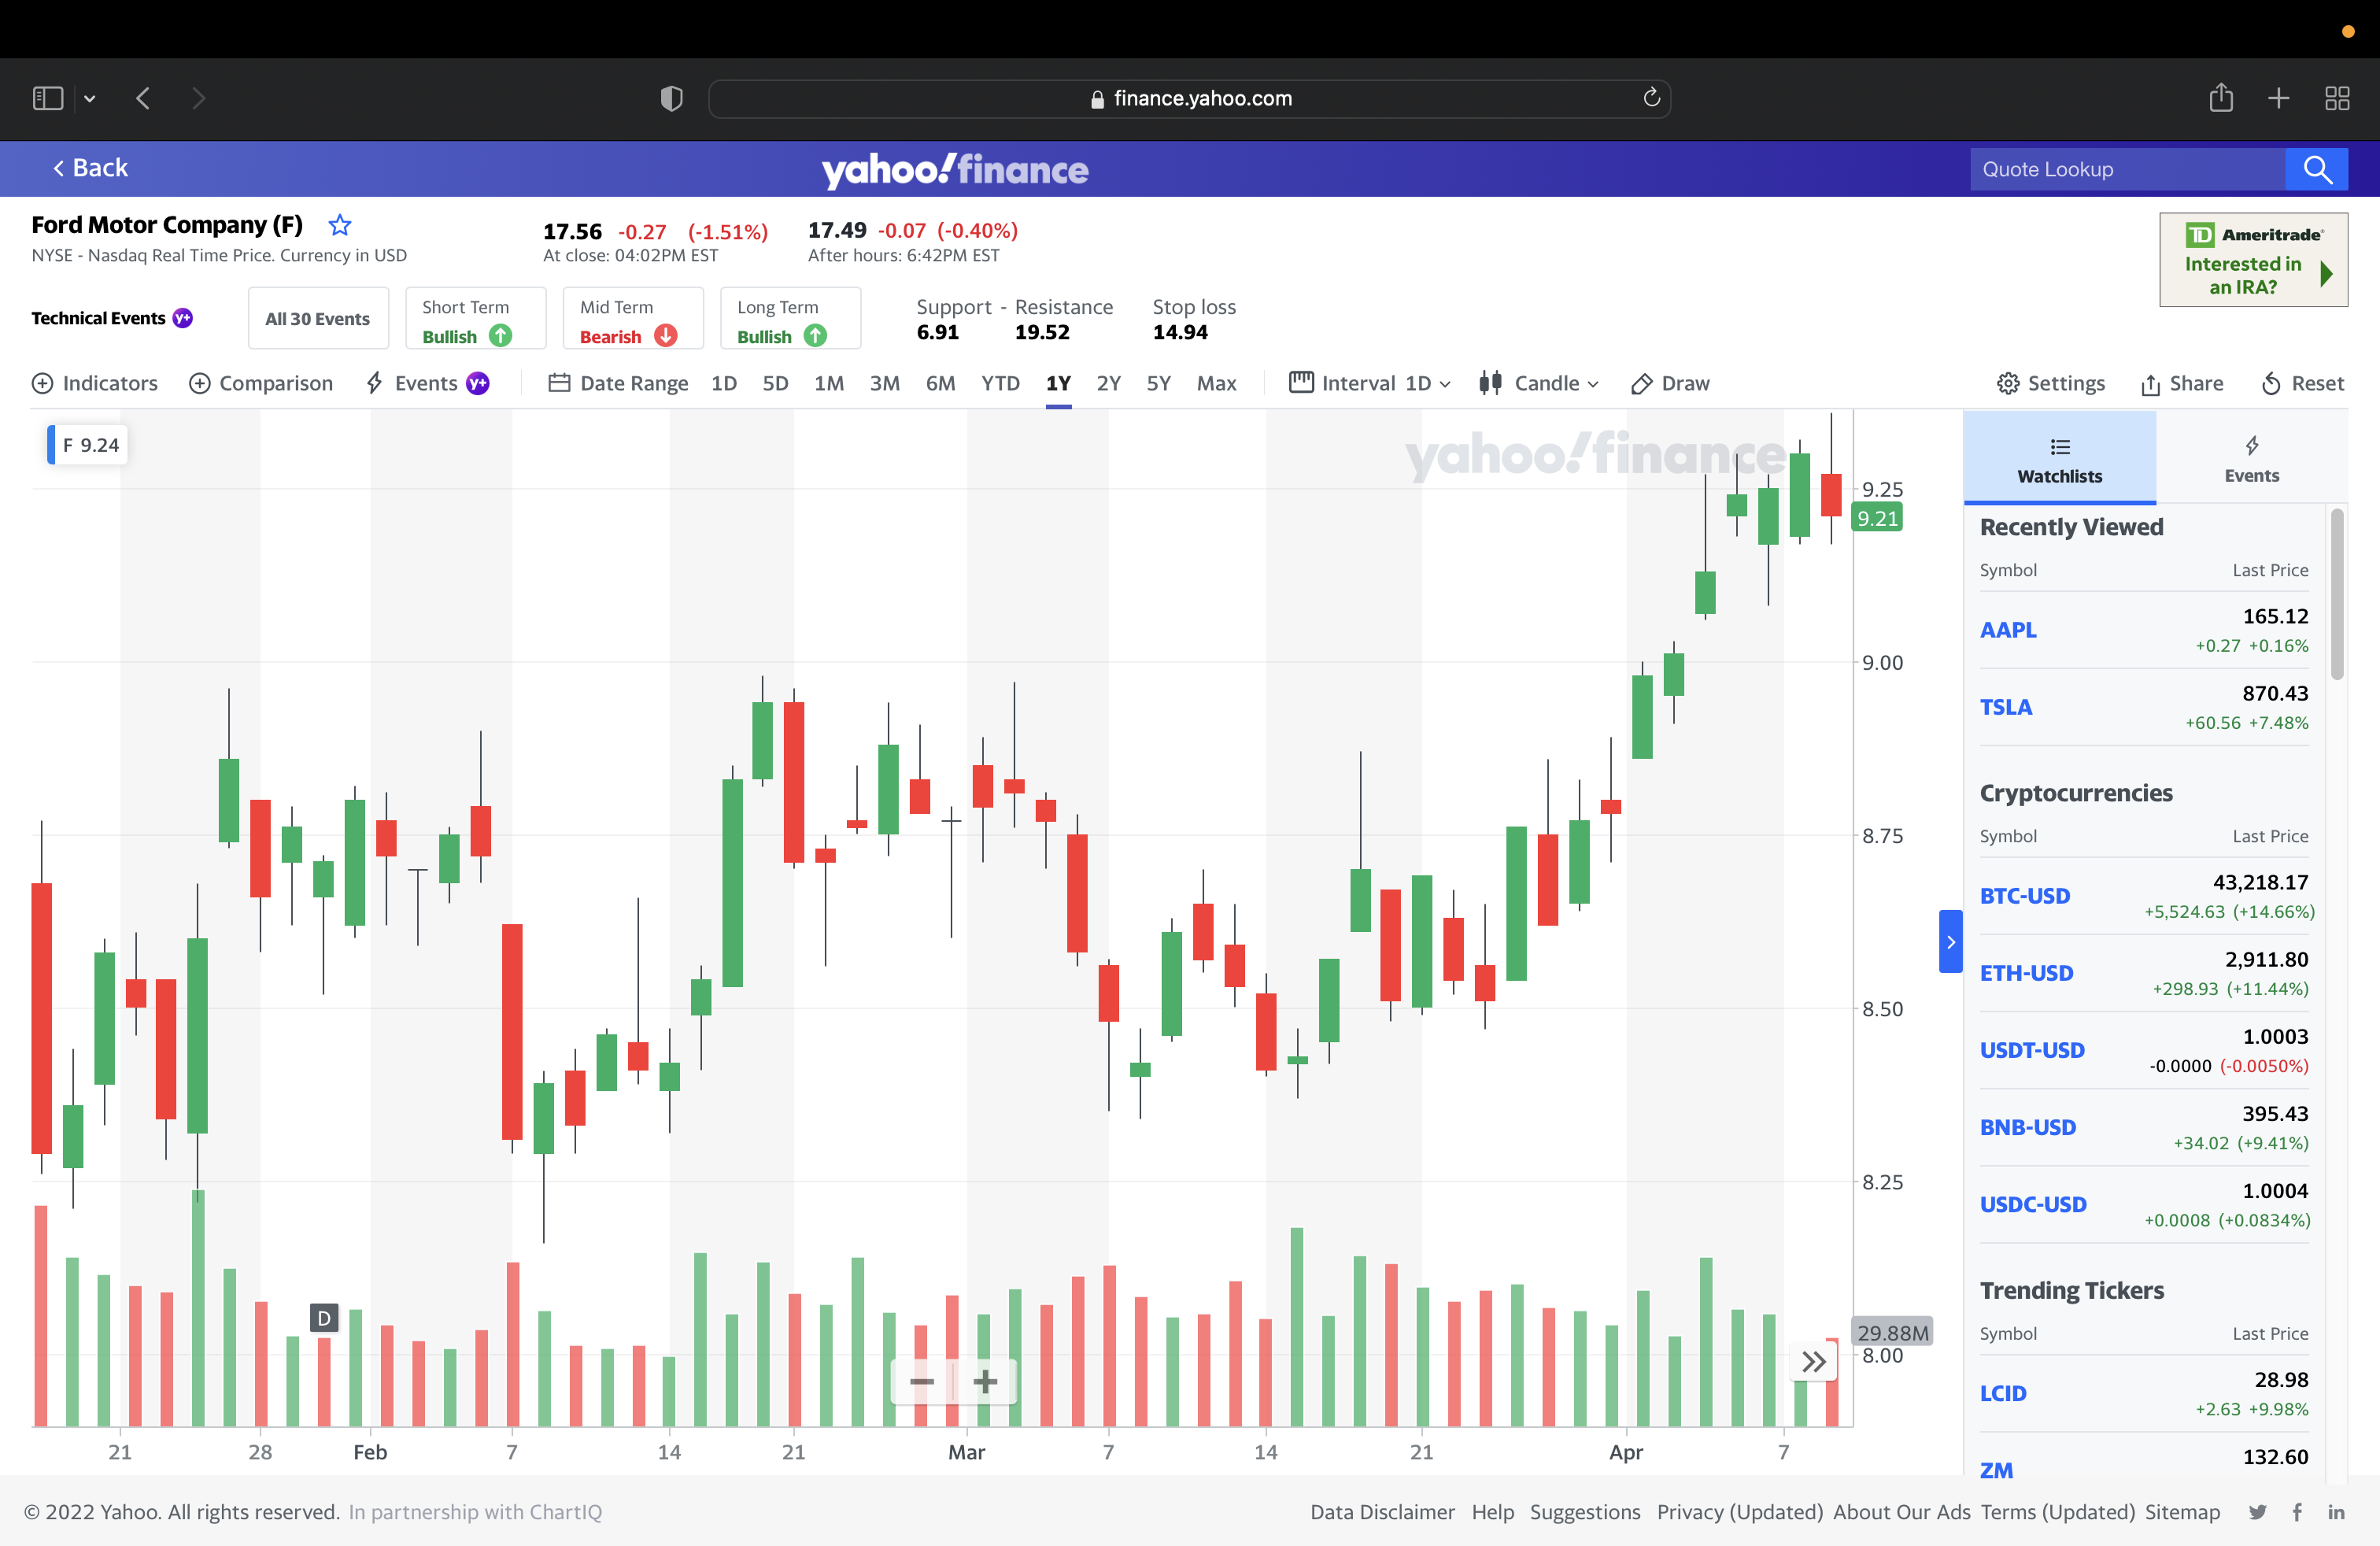 finance.yahoo.com
Back
yahoo!finance
Quote Lookup
Ford Motor Company (F)
NYSE - Nasdaq Real Time Price. Currency in USD
17.56 -0.27 (-1.51%)
At close: 04:02PM EST
17.49 -0.07 (-0.40%)
After hours: 6:42PM EST
TD Ameritrade
Interested in
an IRA?
Technical Events y+
All 30 Events
Short Term
Bullish
Mid Term
Bearish
Long Term
Bullish
Support - Resistance
6.91 19.52
Stop loss
14.94
Indicators Comparison Events y+ Date Range 1D 5D 1M 3M 6M YTD 1Y 2Y 5Y Max Interval 1D Candle Draw Settings Share Reset
F 9.24
yahoo!finance
9.25
9.21
9.00
8.75
8.50
8.25
29.88M
8.00
D
21 28 Feb 7 14 21 Mar 7 14 21 Apr 7
Watchlists
Events
Recently Viewed
Symbol Last Price
AAPL 165.12
+0.27 +0.16%
TSLA 870.43
+60.56 +7.48%
Cryptocurrencies
Symbol Last Price
BTC-USD 43,218.17
+5,524.63 (+14.66%)
ETH-USD 2,911.80
+298.93 (+11.44%)
USDT-USD 1.0003
-0.0000 (-0.0050%)
BNB-USD 395.43
+34.02 (+9.41%)
USDC-USD 1.0004
+0.0008 (+0.0834%)
Trending Tickers
Symbol Last Price
LCID 28.98
+2.63 +9.98%
ZM 132.60
© 2022 Yahoo. All rights reserved. In partnership with ChartIQ
Data Disclaimer Help Suggestions Privacy (Updated) About Our Ads Terms (Updated) Sitemap